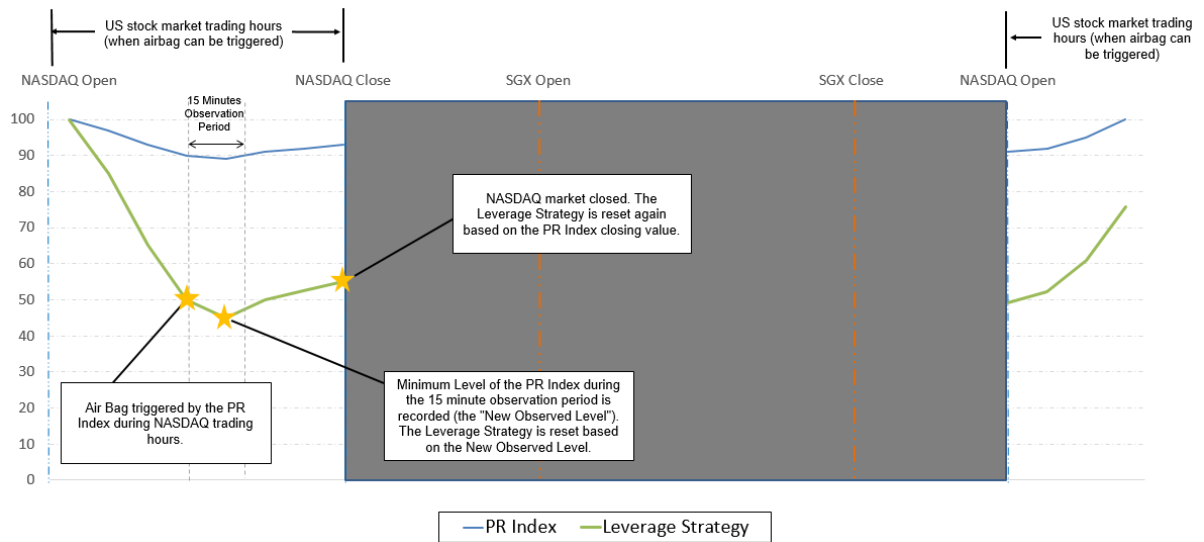 US stock market trading hours
(when airbag can be triggered)
US stock market trading
hours (when airbag can
be triggered)
NASDAQ Open
NASDAQ Close
SGX Open
SGX Close
NASDAQ Open
15 Minutes
Observation
Period
100
90
80
70
60
50
40
30
20
10
0
NASDAQ market closed. The
Leverage Strategy is reset again
based on the PR Index closing value.
Air Bag triggered by the PR
Index during NASDAQ trading
hours.
Minimum Level of the PR Index during
the 15 minute observation period is
recorded (the "New Observed Level").
The Leverage Strategy is reset based
on the New Observed Level.
PR Index
Leverage Strategy